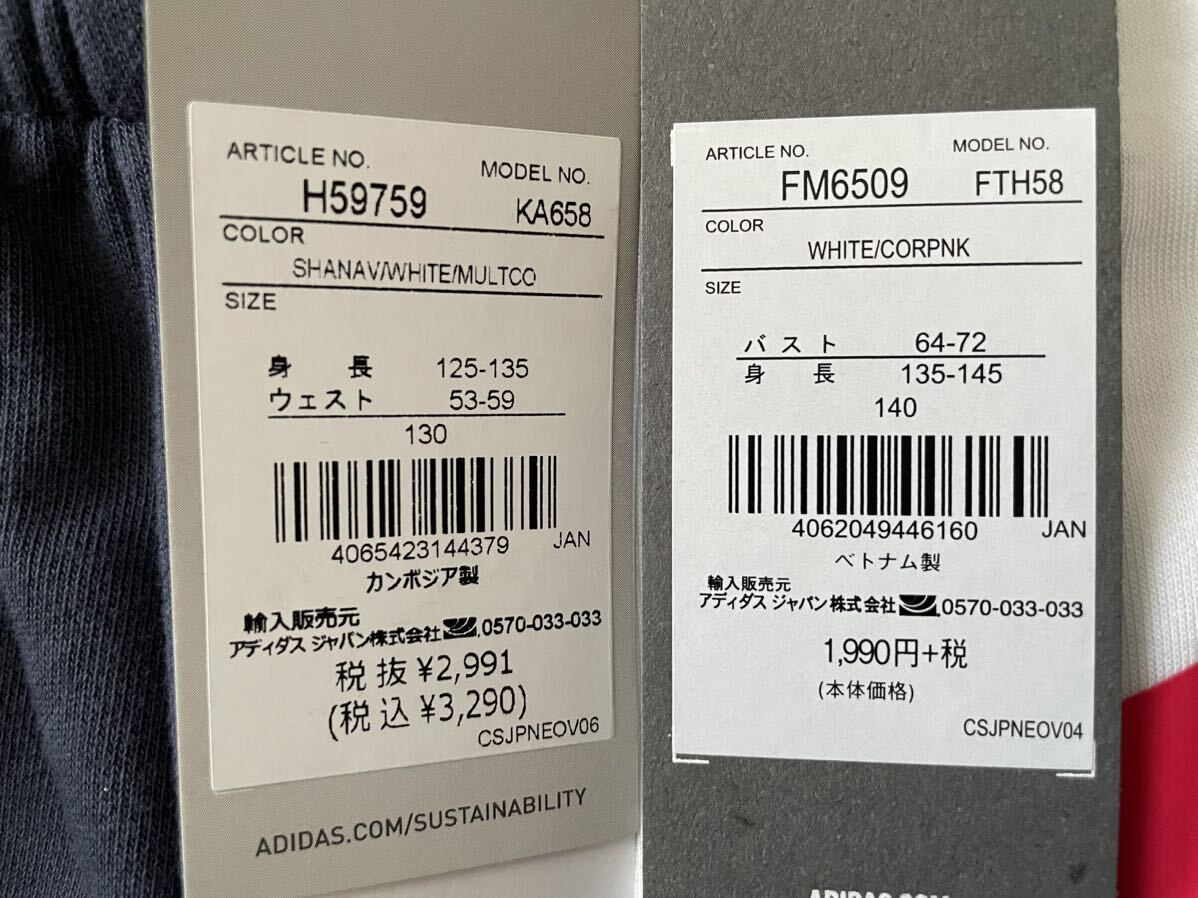 ARTICLE NO. MODEL NO.
H59759 KA658
COLOR
SHANAV/WHITE/MULTCO
SIZE
身 長 125-135
ウェスト 53-59
130
4065423144379 JAN
カンボジア製
輸入販売元
アディダス ジャパン株式会社 0570-033-033
税 抜 ¥2,991
(税 込 ¥3,290)
CSJPNEOV06
ADIDAS.COM/SUSTAINABILITY
ARTICLE NO. MODEL NO.
FM6509 FTH58
COLOR
WHITE/CORPNK
SIZE
バ ス ト 64-72
身 長 135-145
140
4062049446160 JAN
ベトナム製
輸入販売元
アディダス ジャパン株式会社 0570-033-033
1,990円+税
(本体価格)
CSJPNEOV04
ADIDAS.COM